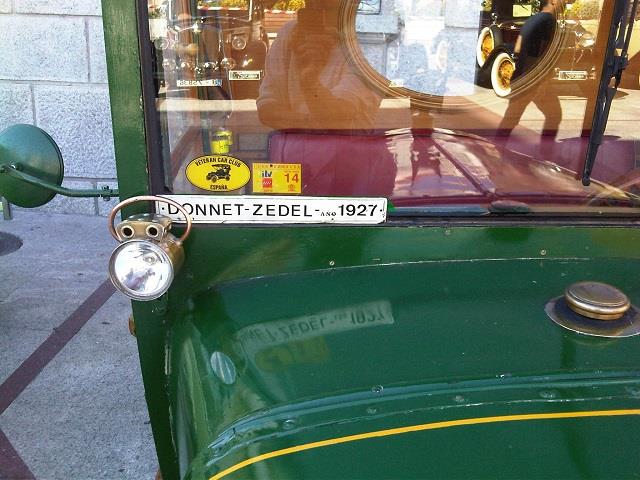 VETERAN CAR CLUB
ESPAÑA
itv
14
DONNET-ZEDEL-AÑO 1927